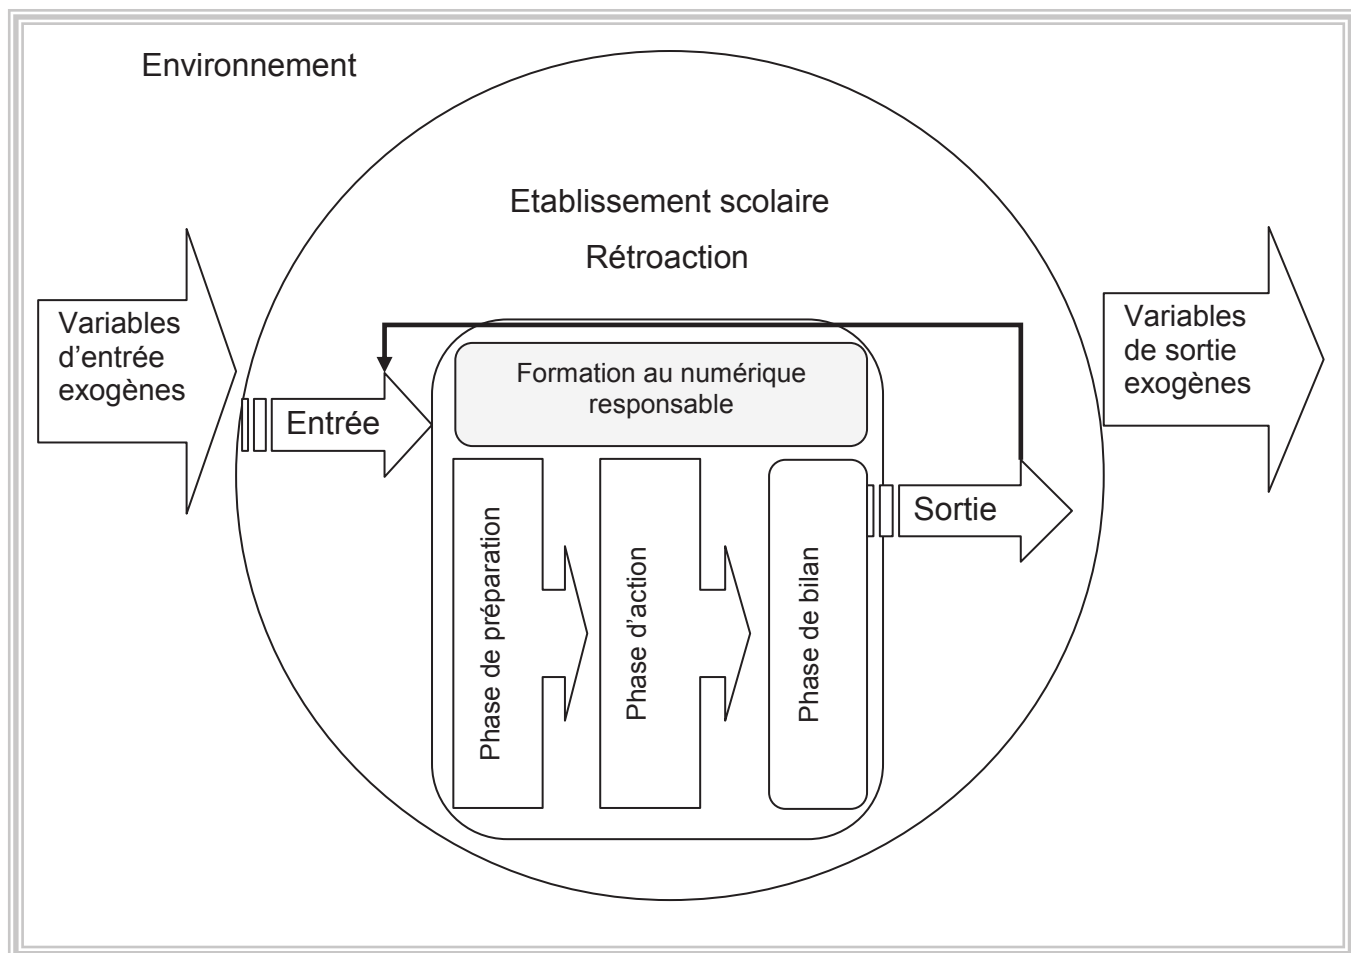 Environnement
Etablissement scolaire
Rétroaction
Variables
d’entrée
exogènes
Entrée
Formation au numérique
responsable
Phase de préparation
Phase d’action
Phase de bilan
Sortie
Variables
de sortie
exogènes